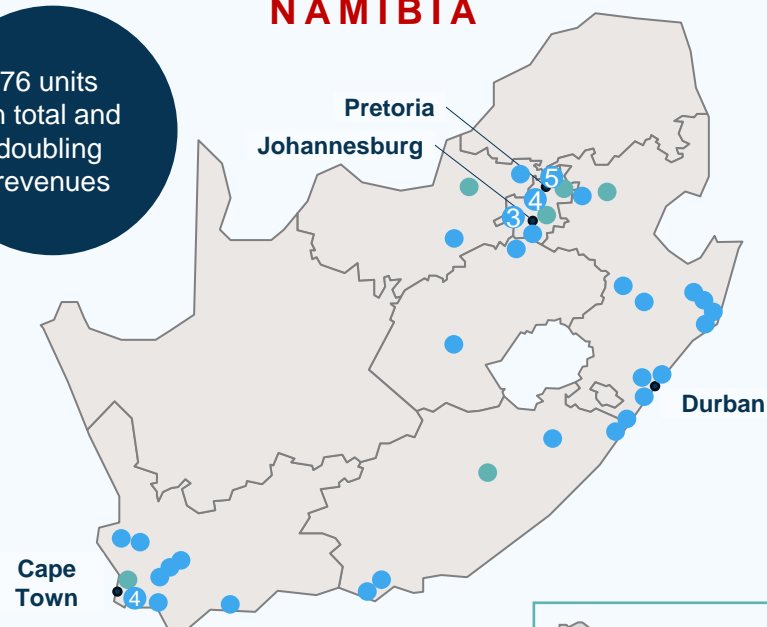 NAMIBIA
76 units
total and
doubling
revenues
Pretoria
Johannesburg
5
4
3
Durban
Cape
Town
4